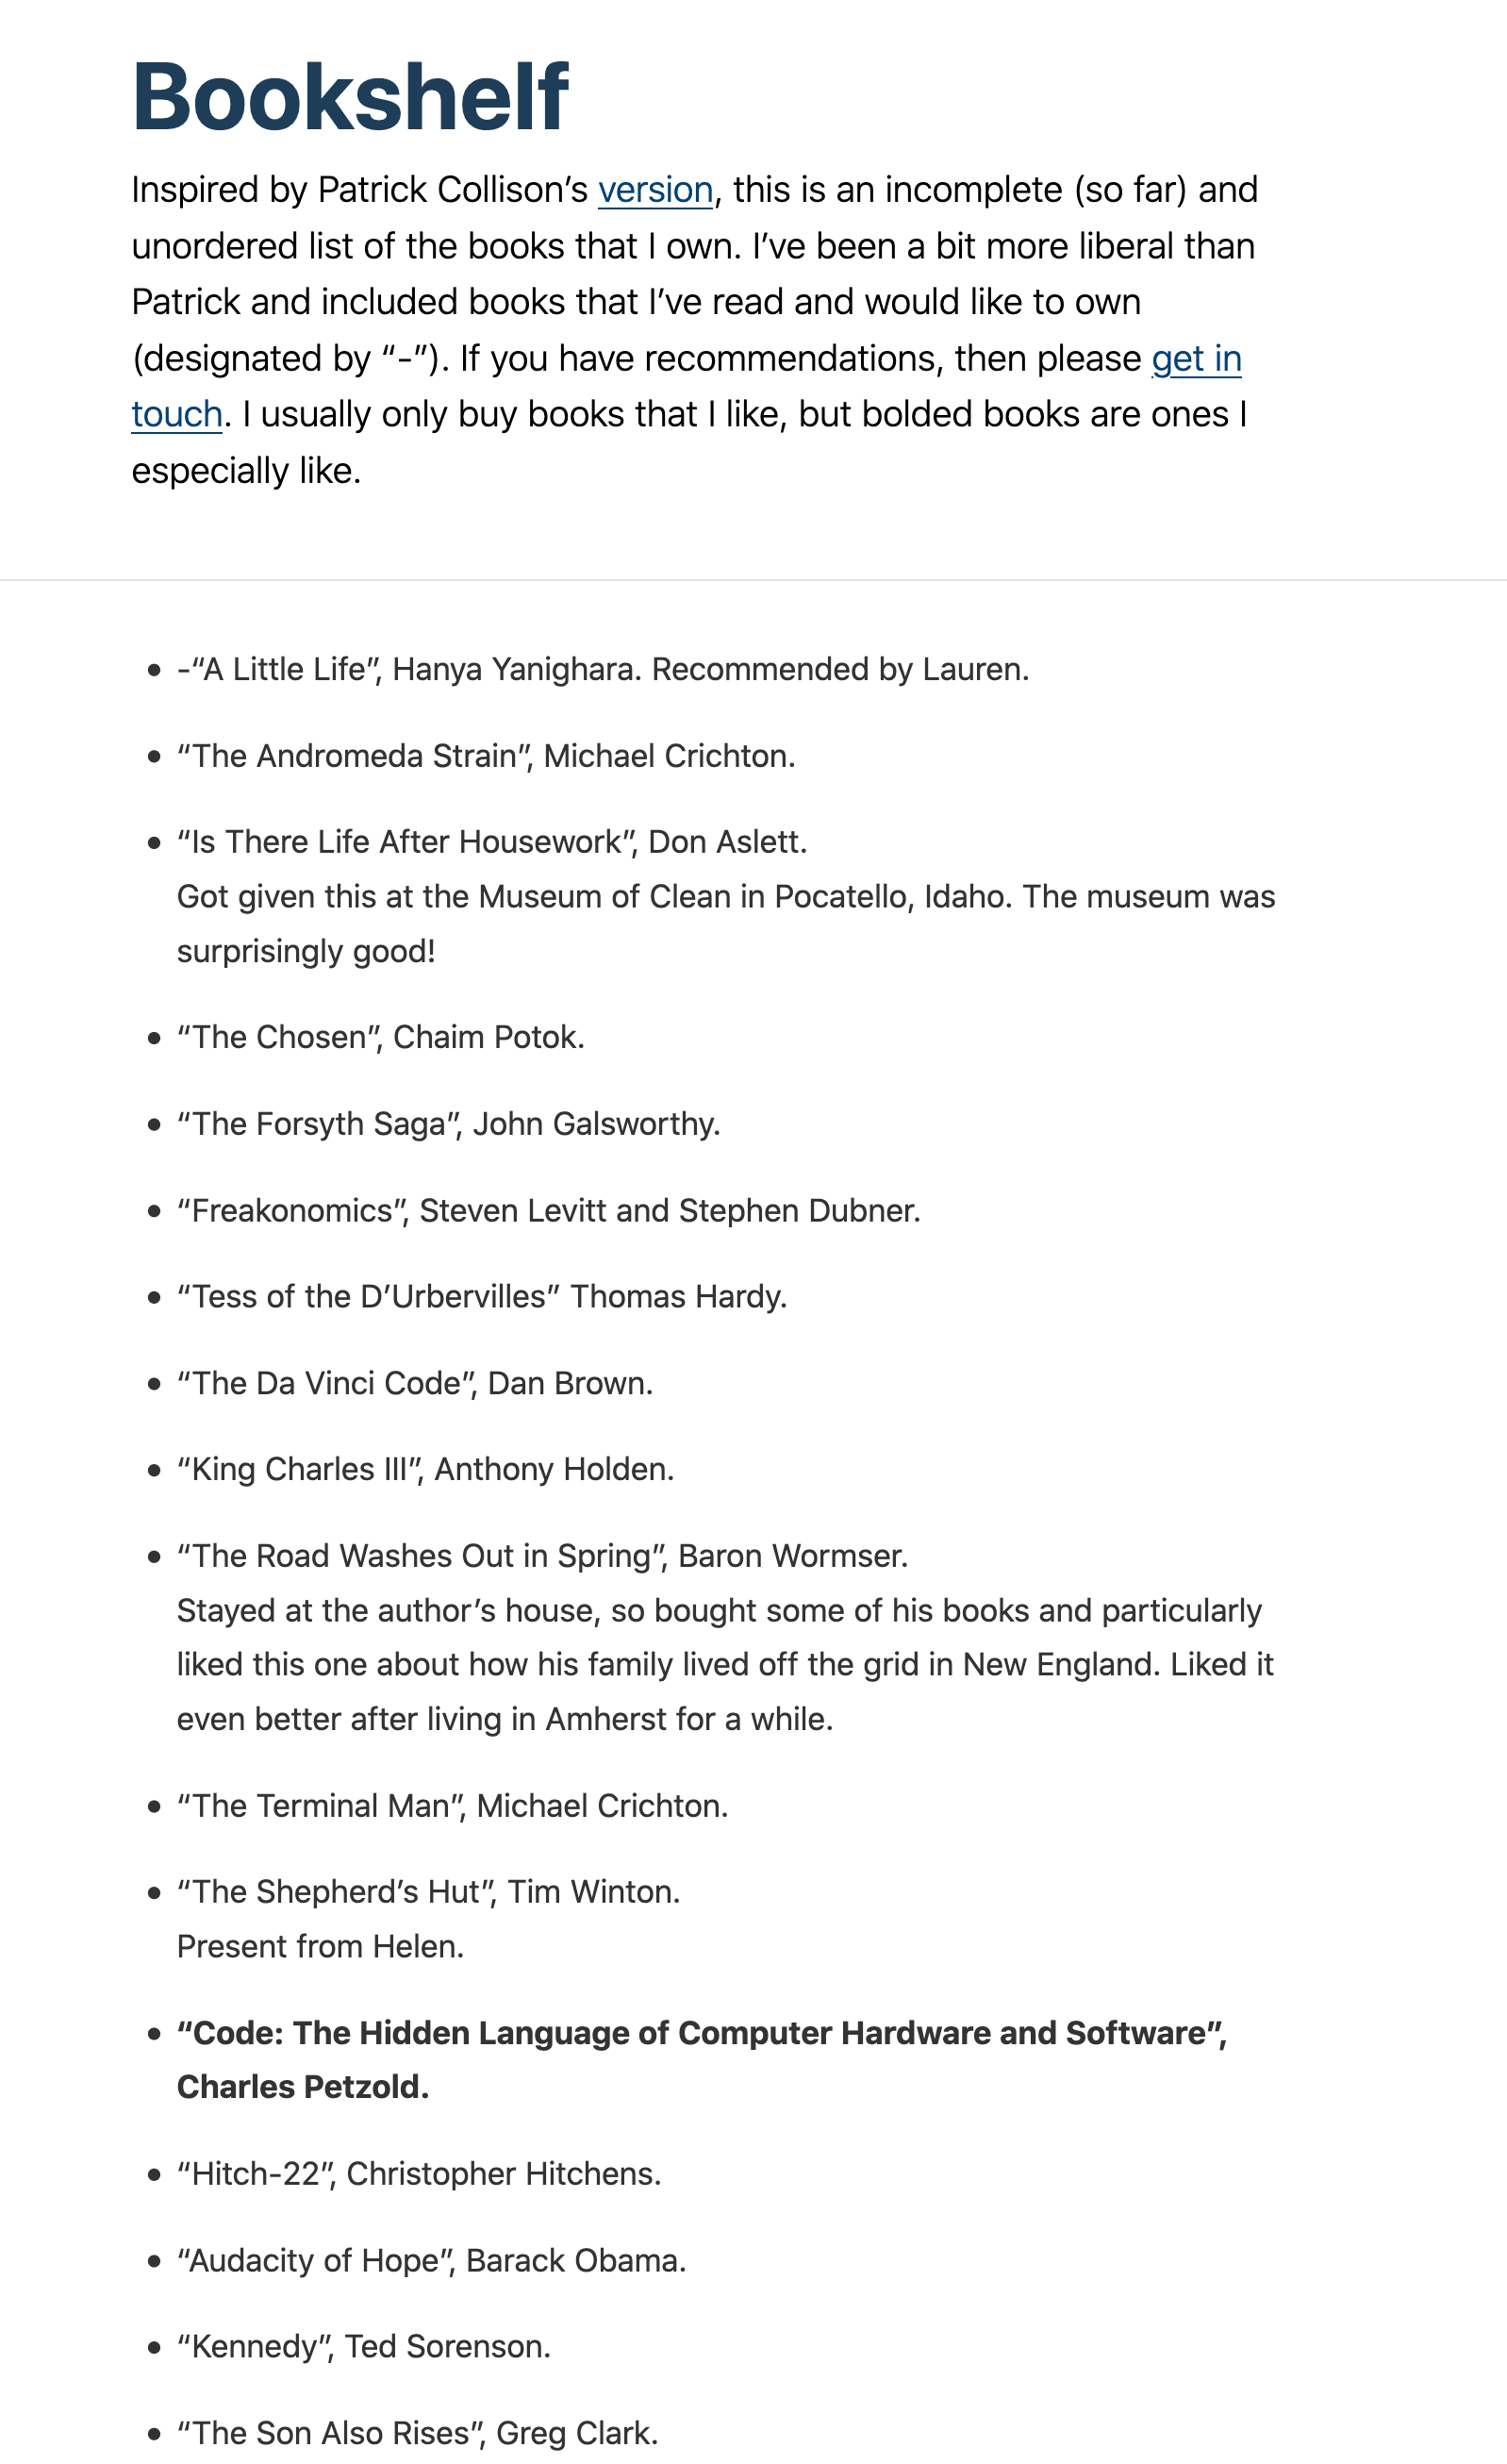 Bookshelf
Inspired by Patrick Collison’s version, this is an incomplete (so far) and
unordered list of the books that I own. I’ve been a bit more liberal than
Patrick and included books that I’ve read and would like to own
(designated by “-”). If you have recommendations, then please get in
touch. I usually only buy books that I like, but bolded books are ones I
especially like.
• -“A Little Life”, Hanya Yanighara. Recommended by Lauren.
• “The Andromeda Strain”, Michael Crichton.
• “Is There Life After Housework”, Don Aslett.
Got given this at the Museum of Clean in Pocatello, Idaho. The museum was
surprisingly good!
• “The Chosen”, Chaim Potok.
• “The Forsyth Saga”, John Galsworthy.
• “Freakonomics”, Steven Levitt and Stephen Dubner.
• “Tess of the D’Urbervilles” Thomas Hardy.
• “The Da Vinci Code”, Dan Brown.
• “King Charles III”, Anthony Holden.
• “The Road Washes Out in Spring”, Baron Wormser.
Stayed at the author’s house, so bought some of his books and particularly
liked this one about how his family lived off the grid in New England. Liked it
even better after living in Amherst for a while.
• “The Terminal Man”, Michael Crichton.
• “The Shepherd’s Hut”, Tim Winton.
Present from Helen.
• “Code: The Hidden Language of Computer Hardware and Software”,
Charles Petzold.
• “Hitch-22”, Christopher Hitchens.
• “Audacity of Hope”, Barack Obama.
• “Kennedy”, Ted Sorenson.
• “The Son Also Rises”, Greg Clark.